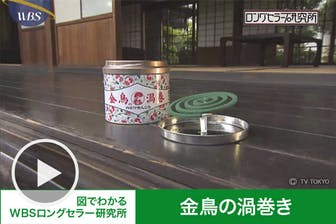 WBS
ロングセラー研究所
金鳥
渦巻
© TV TOKYO
図でわかる
WBSロングセラー研究所
金鳥の渦巻き